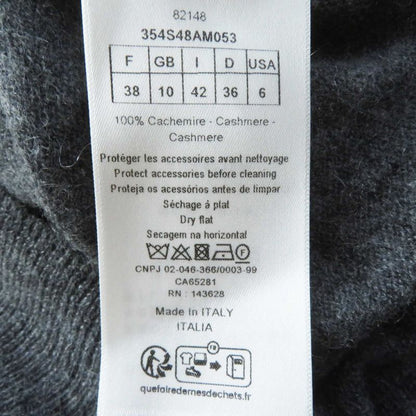 82148
354S48AM053
F GB I D USA
38 10 42 36 6
100% Cachemire - Cashmere -
Cashmere
Protéger les accessoires avant nettoyage
Protect accessories before cleaning
Proteja os acessórios antes de limpar
Séchage à plat
Dry flat
Secagem na horizontal
CNPJ 02-046-366/0003-99
CA65281
RN : 143628
Made in ITALY
ITALIA
FR
quefairedemesdechets.fr